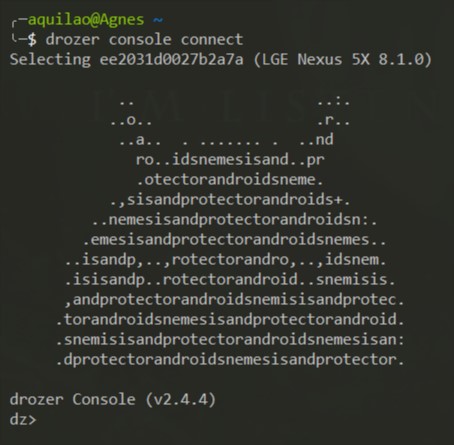 ╭─aquilao@Agnes ~
╰─$ drozer console connect
Selecting ee2031d0027b2a7a (LGE Nexus 5X 8.1.0)
..                    ..:.
..o..                  .r..
..a..  . ....... .  ..nd
ro..idsnemesisand..pr
.otectorandroidsneme.
.,sisandprotectorandroids+.
..nemesisandprotectorandroidsn:.
.emesisandprotectorandroidsnemes..
..isandp,..,rotectorandro,..,idsnem.
.isisandp..rotectorandroid..snemisis.
,andprotectorandroidsnemisisandprotec.
.torandroidsnemesisandprotectorandroid.
.snemisisandprotectorandroidsnemesisan:
.dprotectorandroidsnemesisandprotector.
drozer Console (v2.4.4)
dz>